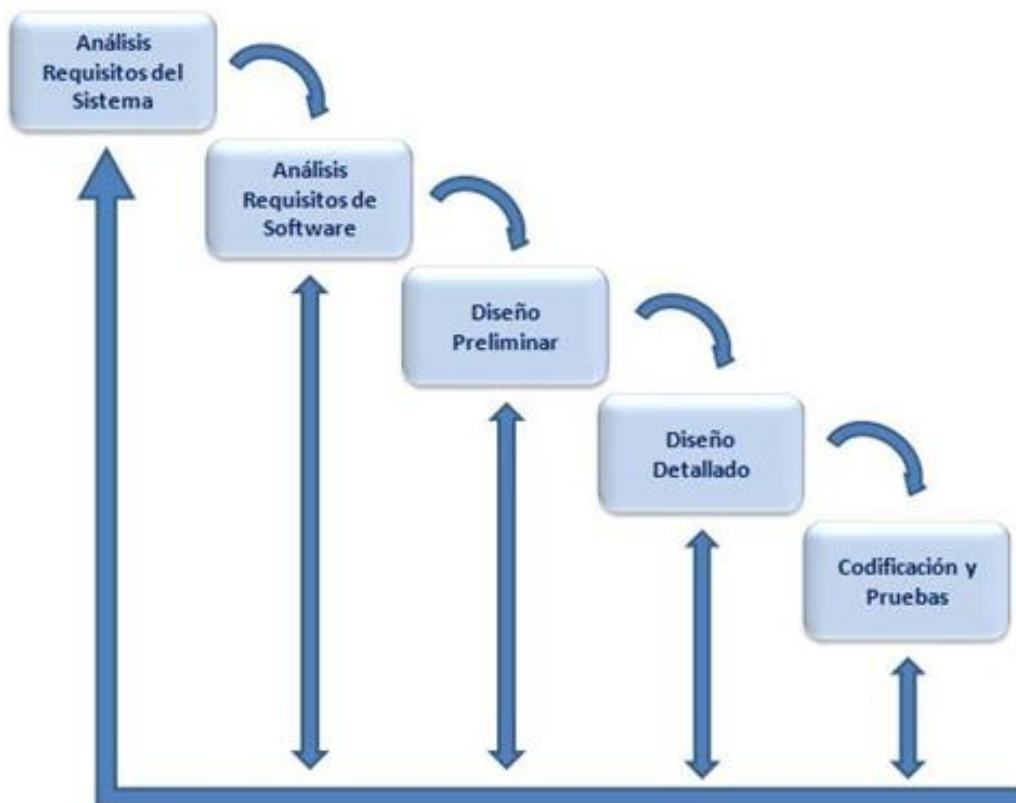 Análisis
Requisitos del
Sistema
Análisis
Requisitos de
Software
Diseño
Preliminar
Diseño
Detallado
Codificación y
Pruebas